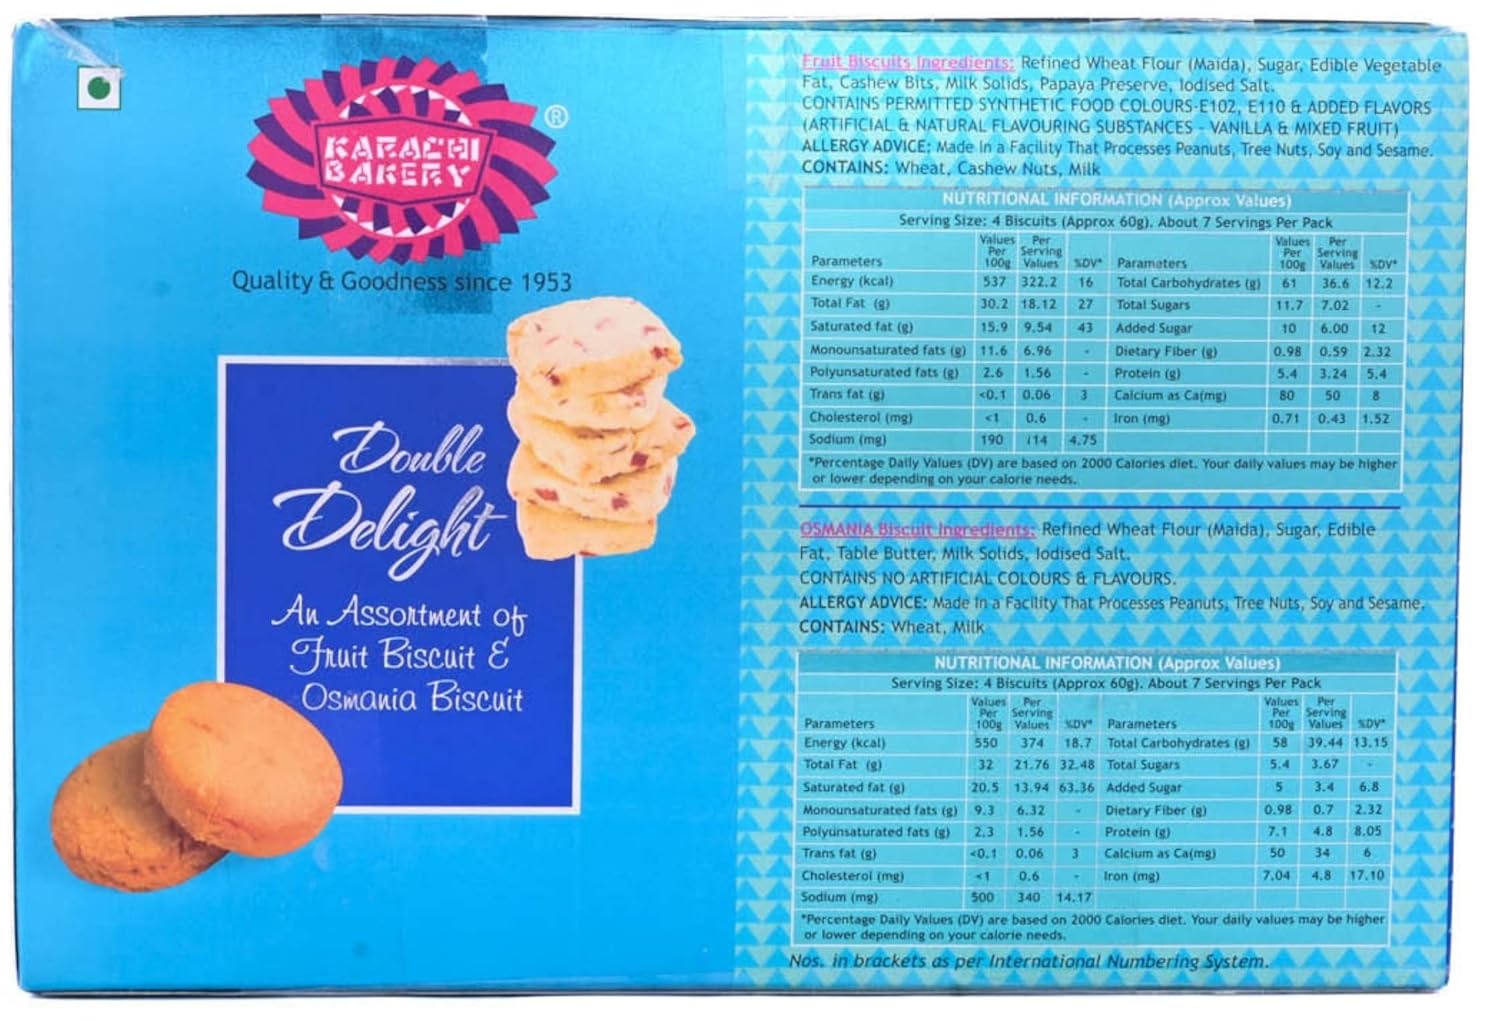 KARACHI
BAKERY
®
Quality & Goodness since 1953
Double
Delight
An Assortment of
Fruit Biscuit &
Osmania Biscuit
Fruit Biscuits Ingredients: Refined Wheat Flour (Maida), Sugar, Edible Vegetable
Fat, Cashew Bits, Milk Solids, Papaya Preserve, Iodised Salt.
CONTAINS PERMITTED SYNTHETIC FOOD COLOURS-E102, E110 & ADDED FLAVORS
(ARTIFICIAL & NATURAL FLAVOURING SUBSTANCES - VANILLA & MIXED FRUIT)
ALLERGY ADVICE: Made In a Facility That Processes Peanuts, Tree Nuts, Soy and Sesame.
CONTAINS: Wheat, Cashew Nuts, Milk
NUTRITIONAL INFORMATION (Approx Values)
Serving Size: 4 Biscuits (Approx 60g). About 7 Servings Per Pack
Parameters Values Per 100g Per Serving Values %DV* Parameters Values Per 100g Per Serving Values %DV*
Energy (kcal) 537 322.2 16 Total Carbohydrates (g) 61 36.6 12.2
Total Fat (g) 30.2 18.12 27 Total Sugars 11.7 7.02 -
Saturated fat (g) 15.9 9.54 43 Added Sugar 10 6.00 12
Monounsaturated fats (g) 11.6 6.96 - Dietary Fiber (g) 0.98 0.59 2.32
Polyunsaturated fats (g) 2.6 1.56 - Protein (g) 5.4 3.24 5.4
Trans fat (g) <0.1 0.06 3 Calcium as Ca(mg) 80 50 8
Cholesterol (mg) <1 0.6 - Iron (mg) 0.71 0.43 1.52
Sodium (mg) 190 114 4.75
*Percentage Daily Values (DV) are based on 2000 Calories diet. Your daily values may be higher
or lower depending on your calorie needs.
OSMANIA Biscuit Ingredients: Refined Wheat Flour (Maida), Sugar, Edible
Fat, Table Butter, Milk Solids, Iodised Salt.
CONTAINS NO ARTIFICIAL COLOURS & FLAVOURS.
ALLERGY ADVICE: Made In a Facility That Processes Peanuts, Tree Nuts, Soy and Sesame.
CONTAINS: Wheat, Milk
NUTRITIONAL INFORMATION (Approx Values)
Serving Size: 4 Biscuits (Approx 60g). About 7 Servings Per Pack
Parameters Values Per 100g Per Serving Values %DV* Parameters Values Per 100g Per Serving Values %DV*
Energy (kcal) 550 374 18.7 Total Carbohydrates (g) 58 39.44 13.15
Total Fat (g) 32 21.76 32.48 Total Sugars 5.4 3.67 -
Saturated fat (g) 20.5 13.94 63.36 Added Sugar 5 3.4 6.8
Monounsaturated fats (g) 9.3 6.32 - Dietary Fiber (g) 0.98 0.7 2.32
Polyunsaturated fats (g) 2.3 1.56 - Protein (g) 7.1 4.8 8.05
Trans fat (g) <0.1 0.06 3 Calcium as Ca(mg) 50 34 6
Cholesterol (mg) <1 0.6 - Iron (mg) 7.04 4.8 17.10
Sodium (mg) 500 340 14.17
*Percentage Daily Values (DV) are based on 2000 Calories diet. Your daily values may be higher
or lower depending on your calorie needs.
Nos. in brackets as per International Numbering System.